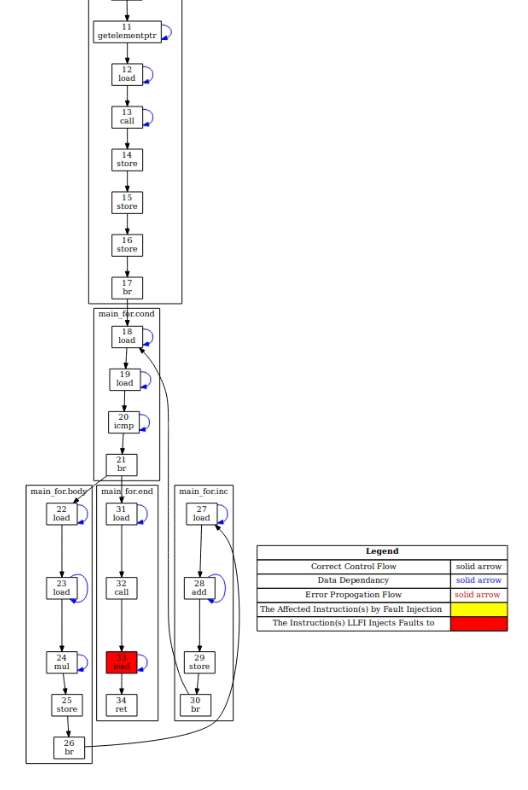 11
getelementptr
12
load
13
call
14
store
15
store
16
store
17
br
main_for.cond
18
load
19
load
20
icmp
21
br
main_for.body
22
load
23
load
24
mul
25
store
26
br
main_for.end
31
load
32
call
33
load
34
ret
main_for.inc
27
load
28
add
29
store
30
br
Legend
Correct Control Flow solid arrow
Data Dependancy solid arrow
Error Propogation Flow solid arrow
The Affected Instruction(s) by Fault Injection
The Instruction(s) LLFI Injects Faults to